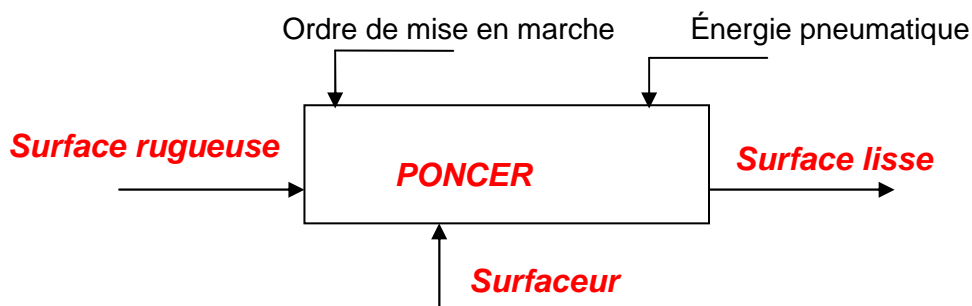 Ordre de mise en marche
Énergie pneumatique
Surface rugueuse
PONCER
Surface lisse
Surfaceur